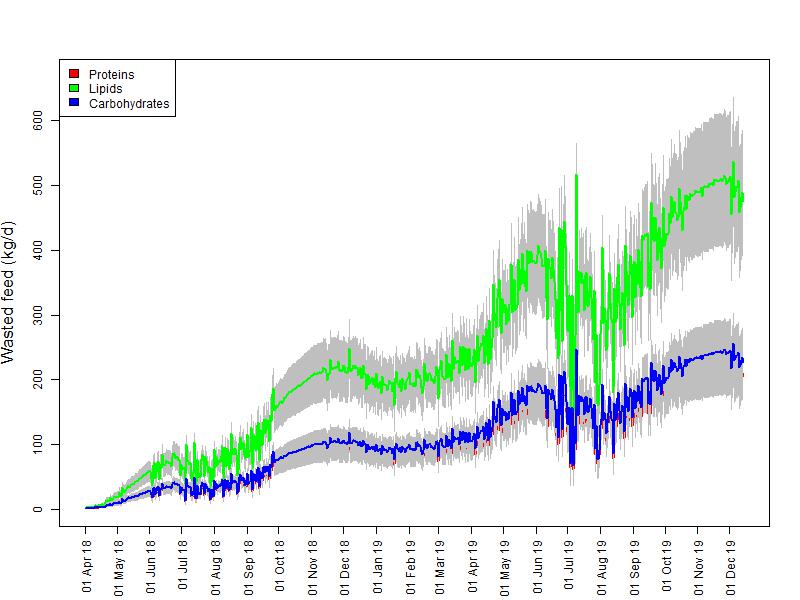 Proteins
Lipids
Carbohydrates
Wasted feed (kg/d)
600
500
400
300
200
100
0
01 Apr 18
01 May 18
01 Jun 18
01 Jul 18
01 Aug 18
01 Sep 18
01 Oct 18
01 Nov 18
01 Dec 18
01 Jan 19
01 Feb 19
01 Mar 19
01 Apr 19
01 May 19
01 Jun 19
01 Jul 19
01 Aug 19
01 Sep 19
01 Oct 19
01 Nov 19
01 Dec 19